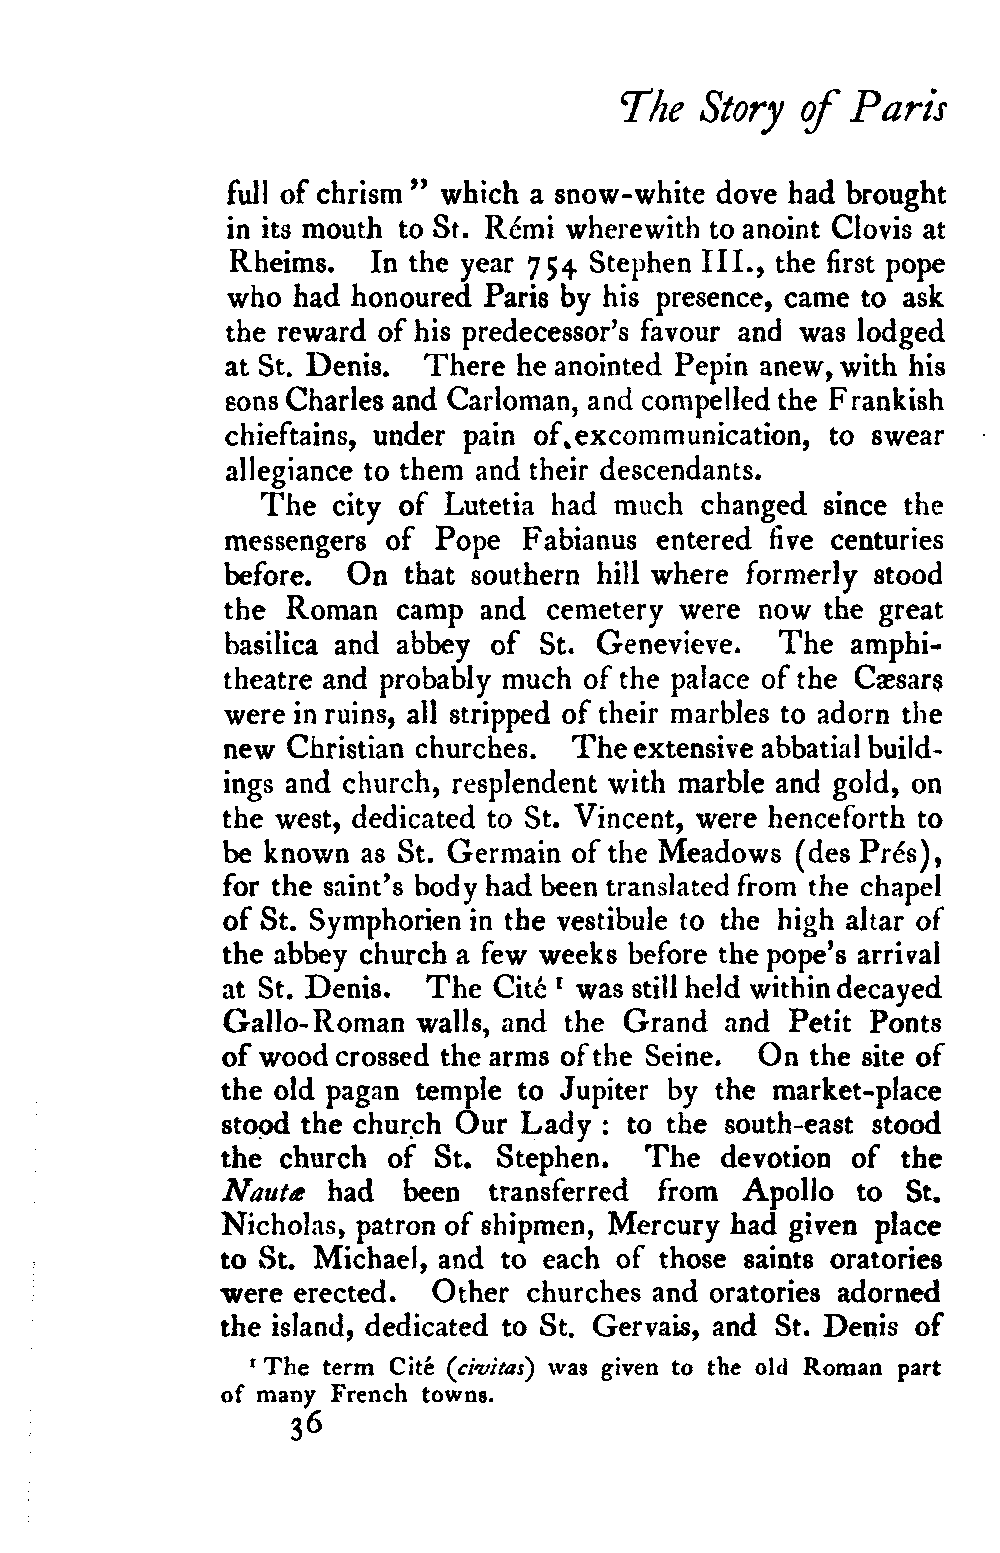 The Story of Paris
full of chrism" which a snow-white dove had brought
in its mouth to St. Rémi wherewith to anoint Clovis at
Rheims. In the year 754 Stephen III., the first pope
who had honoured Paris by his presence, came to ask
the reward of his predecessor's favour and was lodged
at St. Denis. There he anointed Pepin anew, with his
sons Charles and Carloman, and compelled the Frankish
chieftains, under pain of excommunication, to swear
allegiance to them and their descendants.
The city of Lutetia had much changed since the
messengers of Pope Fabianus entered five centuries
before. On that southern hill where formerly stood
the Roman camp and cemetery were now the great
basilica and abbey of St. Genevieve. The amphi-
theatre and probably much of the palace of the Cæsars
were in ruins, all stripped of their marbles to adorn the
new Christian churches. The extensive abbatial build-
ings and church, resplendent with marble and gold, on
the west, dedicated to St. Vincent, were henceforth to
be known as St. Germain of the Meadows (des Prés),
for the saint's body had been translated from the chapel
of St. Symphorien in the vestibule to the high altar of
the abbey church a few weeks before the pope's arrival
at St. Denis. The Cité ¹ was still held within decayed
Gallo-Roman walls, and the Grand and Petit Ponts
of wood crossed the arms of the Seine. On the site of
the old pagan temple to Jupiter by the market-place
stood the church Our Lady : to the south-east stood
the church of St. Stephen. The devotion of the
Nautæ had been transferred from Apollo to St.
Nicholas, patron of shipmen, Mercury had given place
to St. Michael, and to each of those saints oratories
were erected. Other churches and oratories adorned
the island, dedicated to St. Gervais, and St. Denis of
¹ The term Cité (civitas) was given to the old Roman part
of many French towns.
36